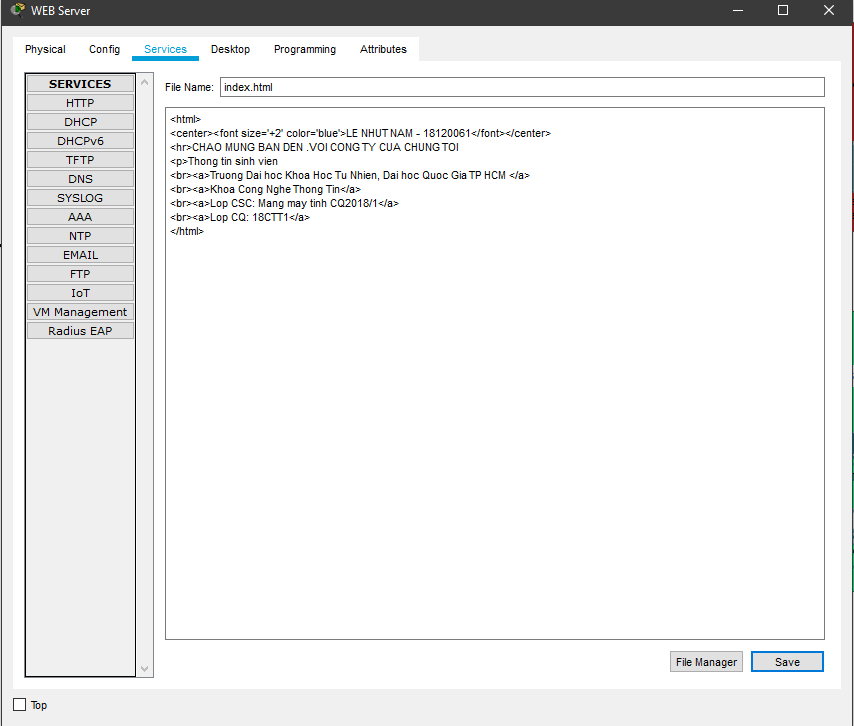 WEB Server
Physical Config Services Desktop Programming Attributes
SERVICES
HTTP
DHCP
DHCPv6
TFTP
DNS
SYSLOG
AAA
NTP
EMAIL
FTP
IoT
VM Management
Radius EAP
File Name: index.html
<html>
<center><font size='+2' color='blue'>LE NHUT NAM - 18120061</font></center>
<hr>CHAO MUNG BAN DEN .VOI CONG TY CUA CHUNG TOI
<p>Thong tin sinh vien
<br><a>Truong Dai hoc Khoa Hoc Tu Nhien, Dai hoc Quoc Gia TP HCM </a>
<br><a>Khoa Cong Nghe Thong Tin</a>
<br><a>Lop CSC: Mang may tinh CQ2018/1</a>
<br><a>Lop CQ: 18CTT1</a>
</html>
File Manager Save
Top